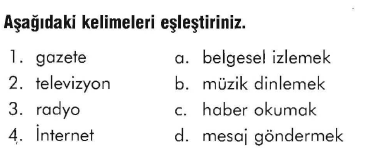 Aşağıdaki kelimeleri eşleştiriniz.
1. gazete a. belgesel izlemek
2. televizyon b. müzik dinlemek
3. radyo c. haber okumak
4. İnternet d. mesaj göndermek